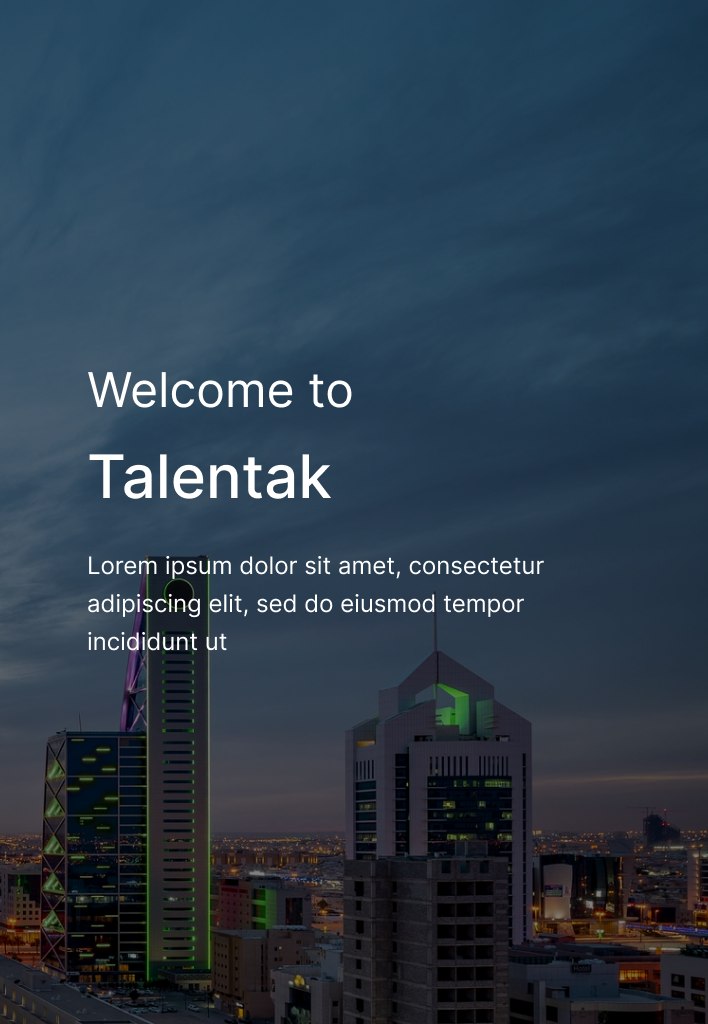 Welcome to
Talentak
Lorem ipsum dolor sit amet, consectetur
adipiscing elit, sed do eiusmod tempor
incididunt ut